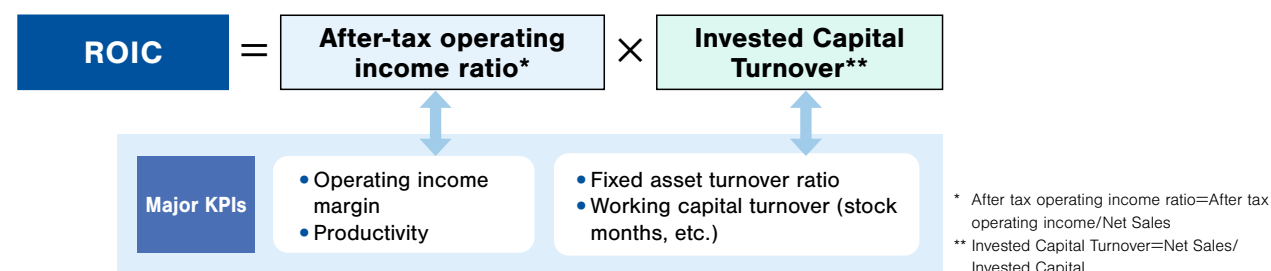 ROIC
=
After-tax operating
income ratio*
×
Invested Capital
Turnover**
Major KPIs
• Operating income
margin
• Productivity
• Fixed asset turnover ratio
• Working capital turnover (stock
months, etc.)
* After tax operating income ratio=After tax
operating income/Net Sales
** Invested Capital Turnover=Net Sales/
Invested Capital